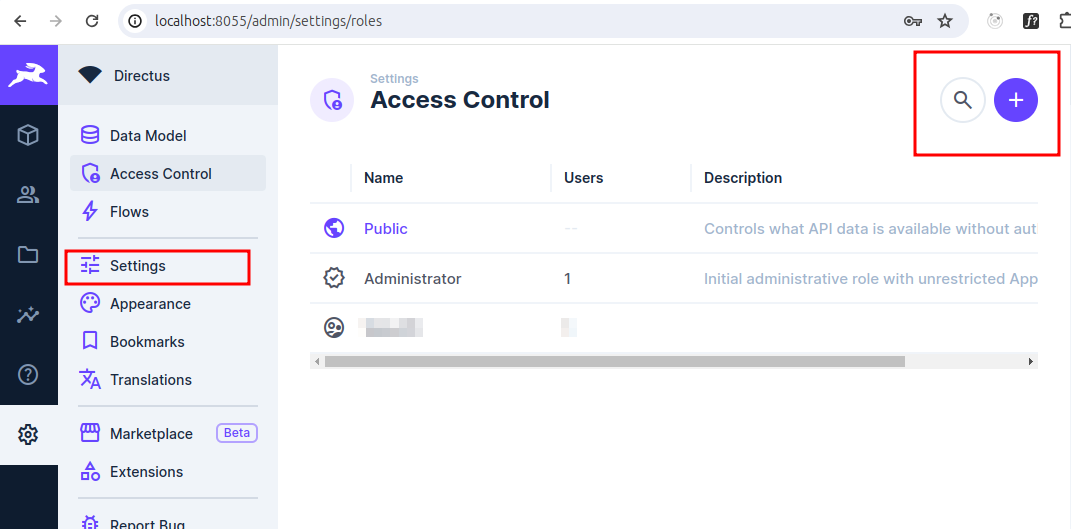 localhost:8055/admin/settings/roles
f?
Directus
Data Model
Access Control
Flows
Settings
Appearance
Bookmarks
Translations
Marketplace Beta
Extensions
Report Bug
Settings
Access Control
Name Users Description
Public -- Controls what API data is available without aut
Administrator 1 Initial administrative role with unrestricted App